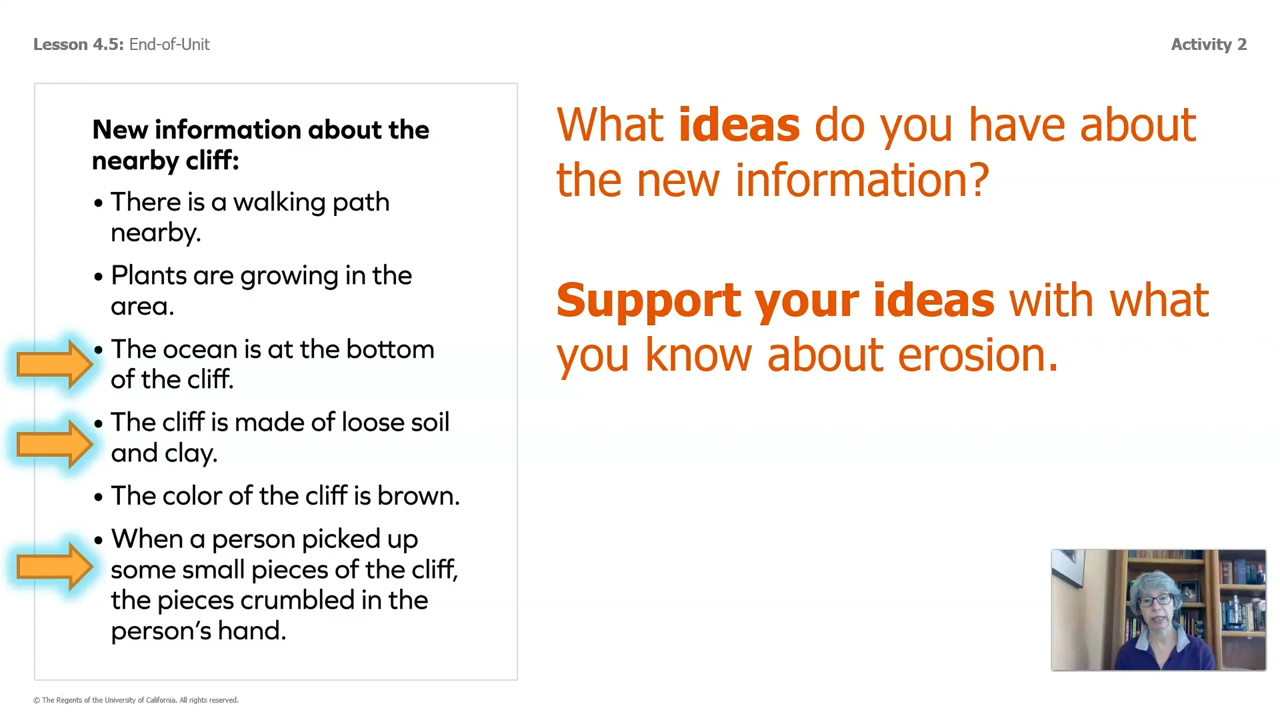 Lesson 4.5: End-of-Unit
Activity 2
New information about the
nearby cliff:
• There is a walking path
nearby.
• Plants are growing in the
area.
• The ocean is at the bottom
of the cliff.
• The cliff is made of loose soil
and clay.
• The color of the cliff is brown.
• When a person picked up
some small pieces of the cliff,
the pieces crumbled in the
person’s hand.
What ideas do you have about
the new information?
Support your ideas with what
you know about erosion.
© The Regents of the University of California. All rights reserved.